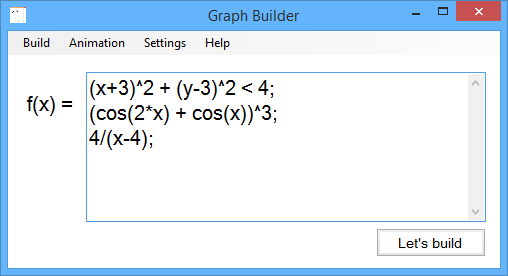 Graph Builder
Build Animation Settings Help
f(x) =
(x+3)^2 + (y-3)^2 < 4;
(cos(2*x) + cos(x))^3;
4/(x-4);
Let's build